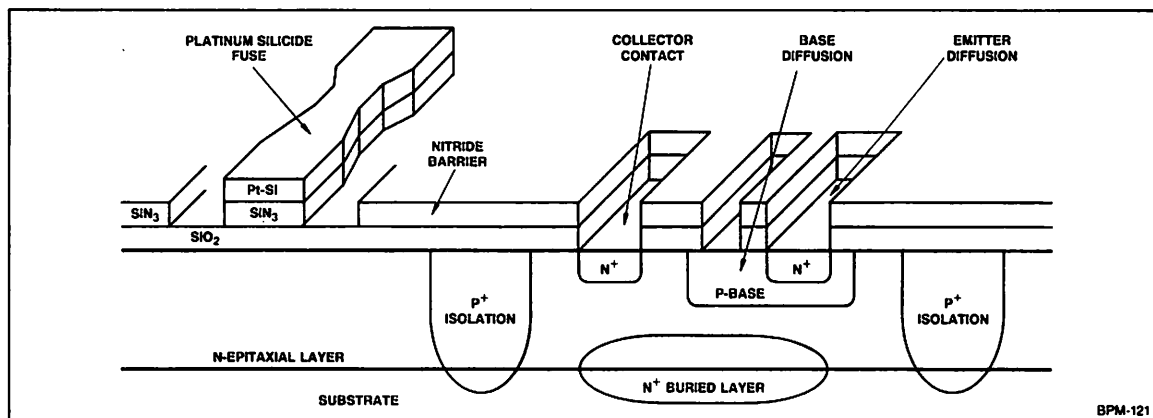 PLATINUM SILICIDE
FUSE
COLLECTOR
CONTACT
BASE
DIFFUSION
EMITTER
DIFFUSION
NITRIDE
BARRIER
Pt-SI
SIN3
SIN3
SIO2
N+
N+
P-BASE
P+
ISOLATION
P+
ISOLATION
N-EPITAXIAL LAYER
N+ BURIED LAYER
SUBSTRATE
BPM-121